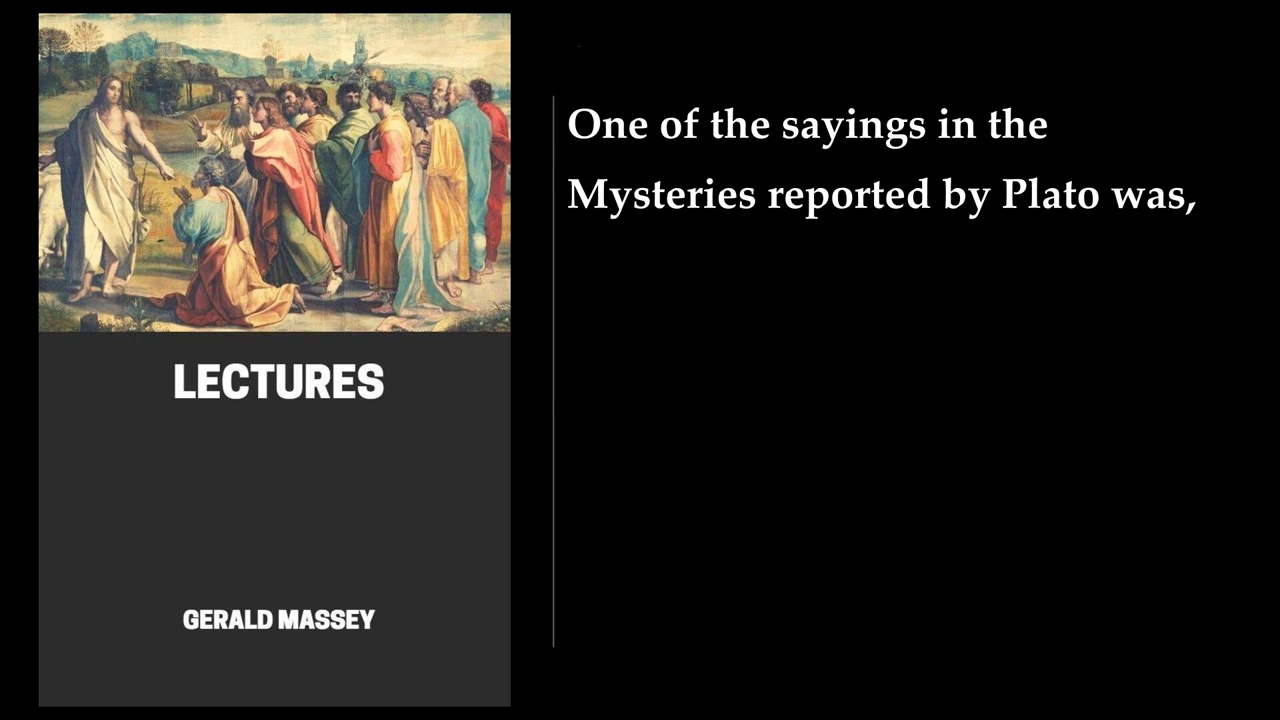 LECTURES
GERALD MASSEY
One of the sayings in the
Mysteries reported by Plato was,